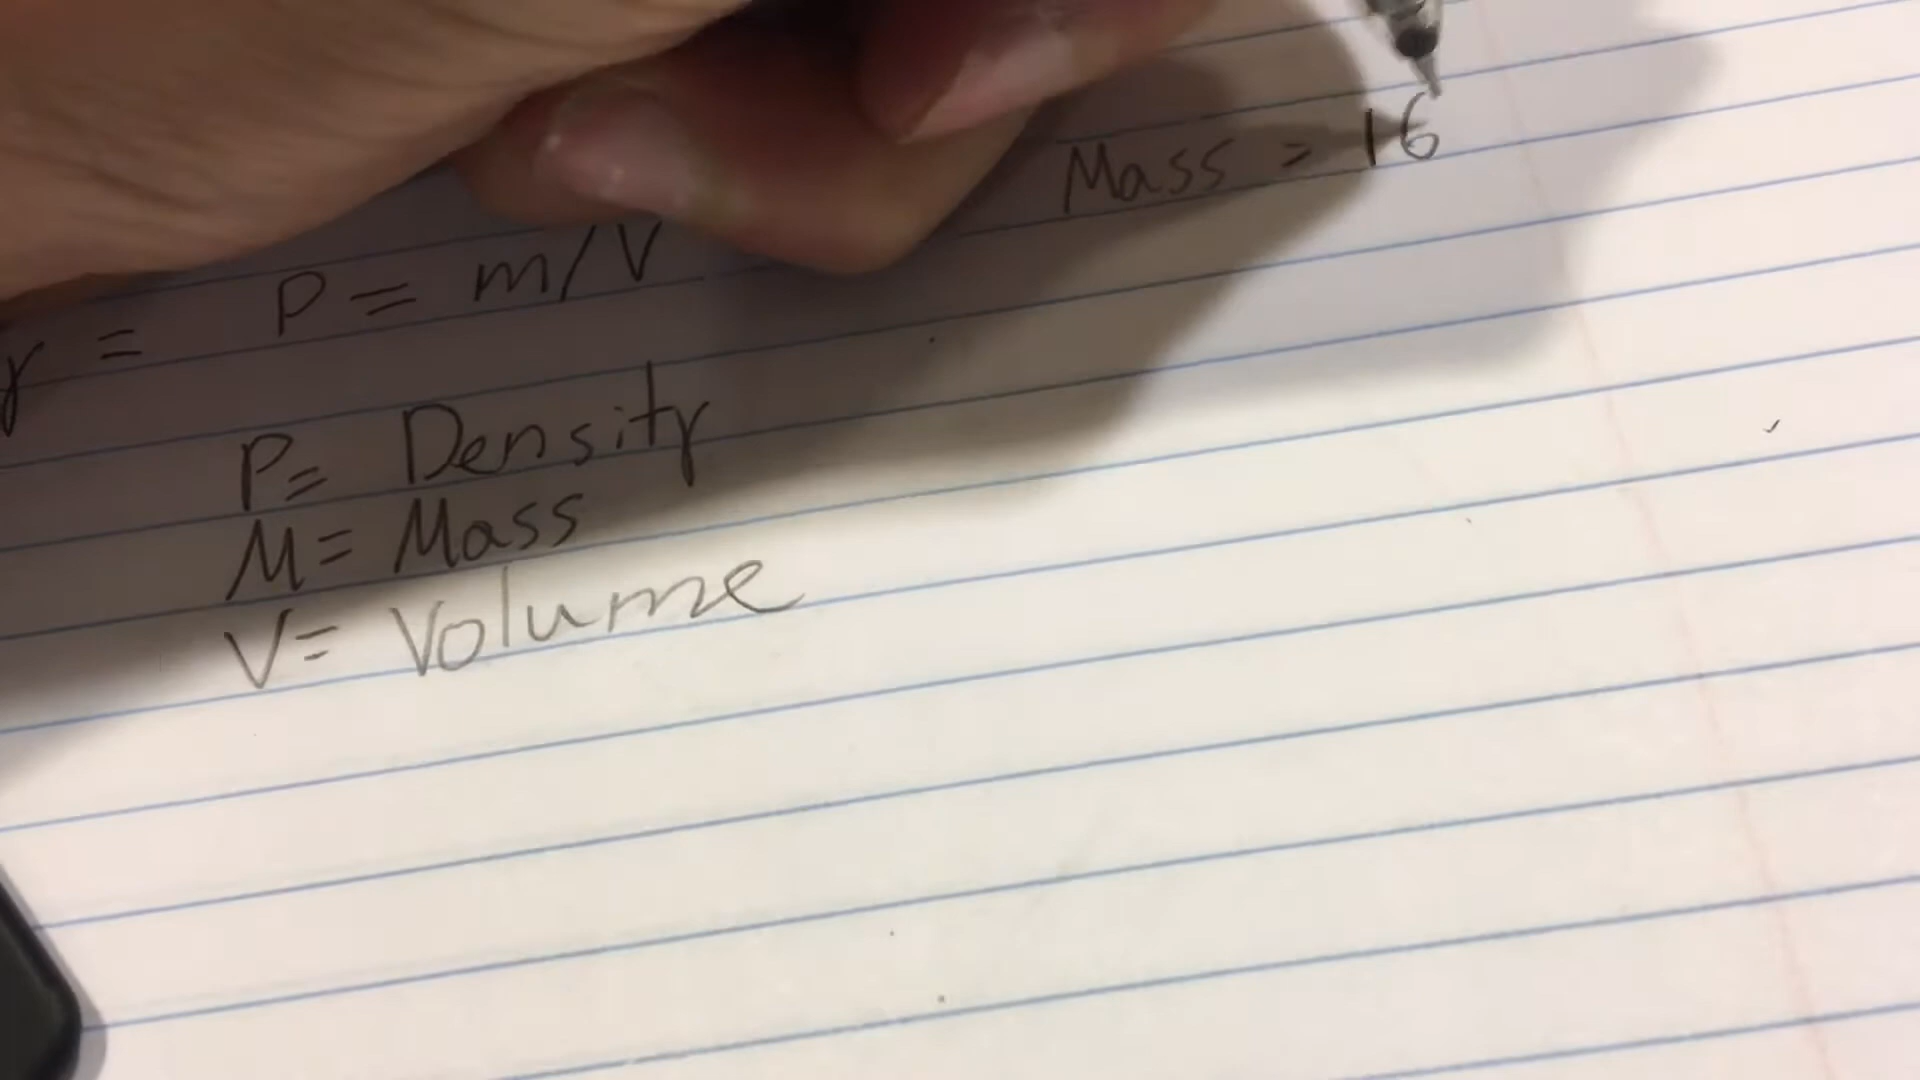 Mass = 16
y = P = m/V
P= Density
M= Mass
V= Volume